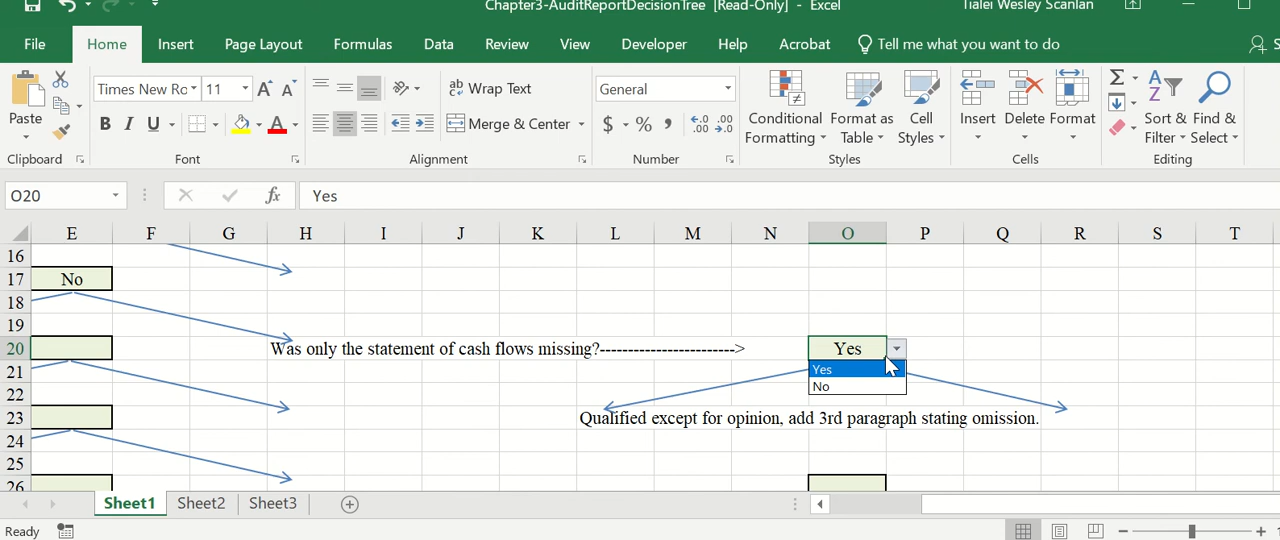 Chapter3-AuditReportDecisionTree [Read-Only] - Excel
Tialei Wesley Scanlan
File Home Insert Page Layout Formulas Data Review View Developer Help Acrobat Tell me what you want to do
Times New Ro 11
ab Wrap Text
General
Paste
B I U
A
Merge & Center
$ % ,
Conditional Formatting
Format as Table
Cell Styles
Insert
Delete
Format
Sort & Filter
Find & Select
Clipboard Font Alignment Number Styles Cells Editing
O20 fx Yes
E F G H I J K L M N O P Q R S T
16
17 No
18
19
20 Was only the statement of cash flows missing?------------------------> Yes
21 Yes
22 No
23 Qualified except for opinion, add 3rd paragraph stating omission.
24
25
26
Sheet1 Sheet2 Sheet3
Ready